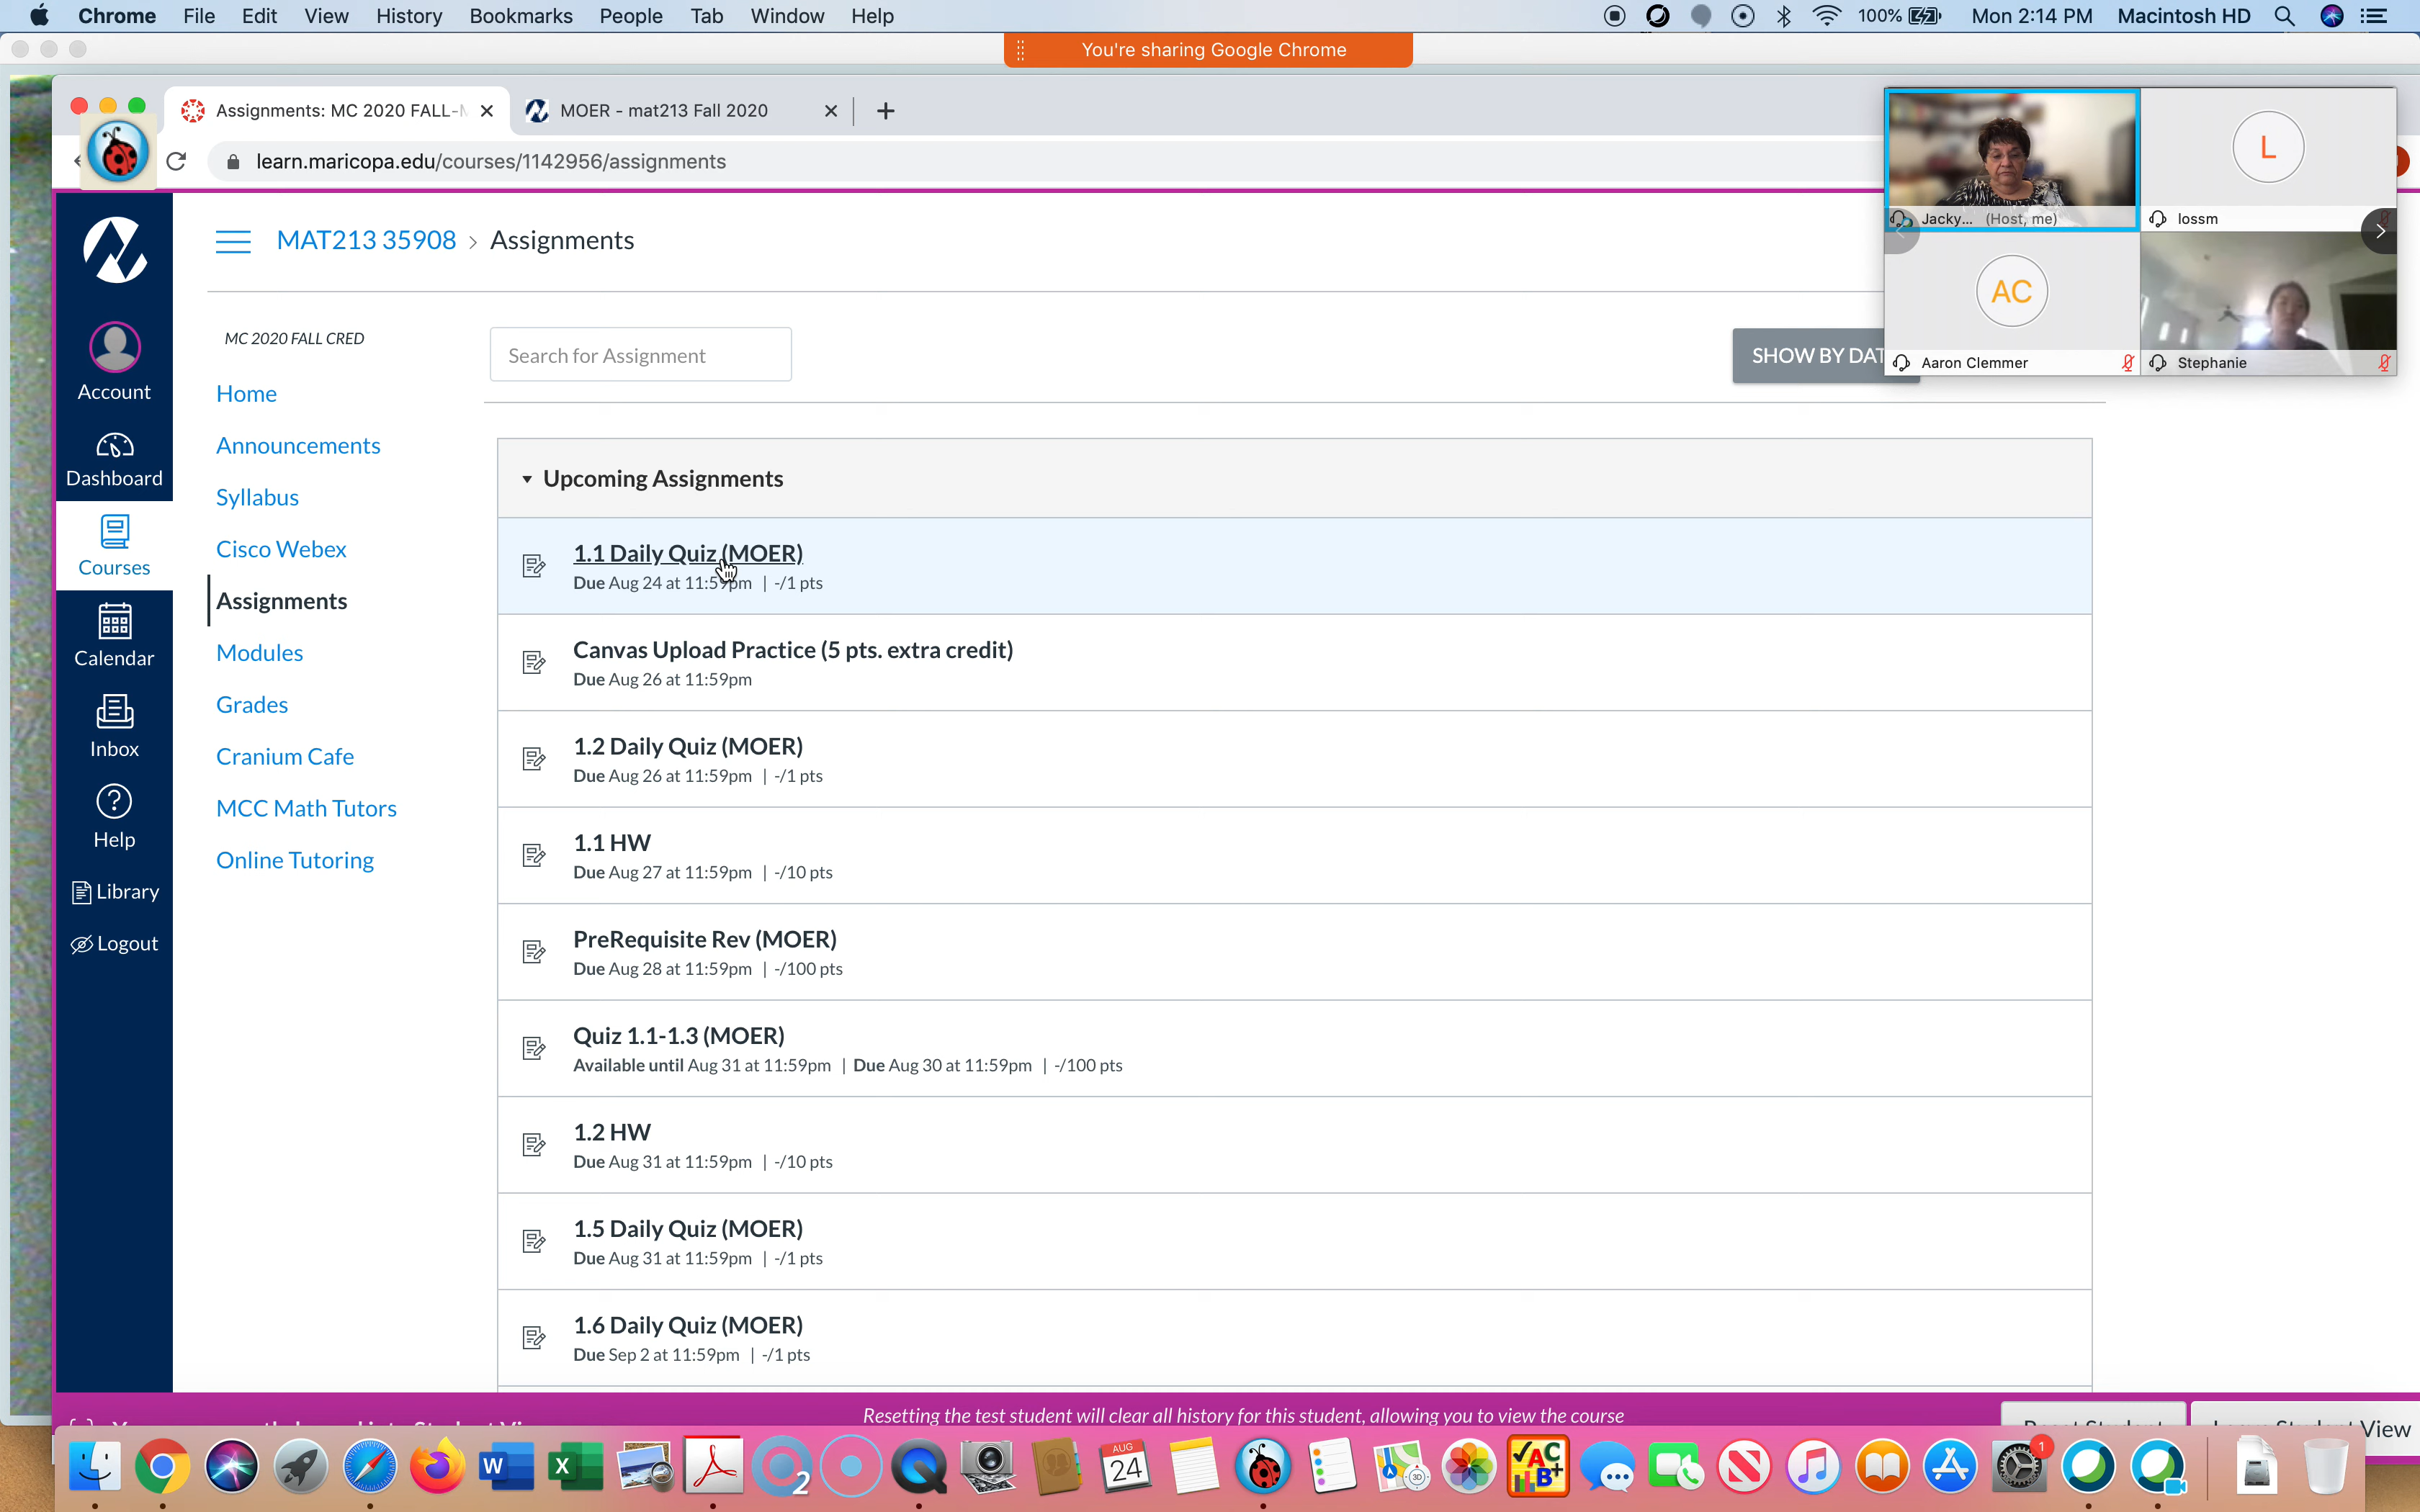 Chrome File Edit View History Bookmarks People Tab Window Help 100% Mon 2:14 PM Macintosh HD
You're sharing Google Chrome
Assignments: MC 2020 FALL- MOER - mat213 Fall 2020
learn.maricopa.edu/courses/1142956/assignments
L
Jacky... (Host, me) lossm
AC
Aaron Clemmer Stephanie
MAT213 35908 > Assignments
MC 2020 FALL CRED
Search for Assignment
SHOW BY DAT
Account
Dashboard
Courses
Calendar
Inbox
Help
Library
Logout
Home
Announcements
Syllabus
Cisco Webex
Assignments
Modules
Grades
Cranium Cafe
MCC Math Tutors
Online Tutoring
Upcoming Assignments
1.1 Daily Quiz (MOER)
Due Aug 24 at 11:59pm | -/1 pts
Canvas Upload Practice (5 pts. extra credit)
Due Aug 26 at 11:59pm
1.2 Daily Quiz (MOER)
Due Aug 26 at 11:59pm | -/1 pts
1.1 HW
Due Aug 27 at 11:59pm | -/10 pts
PreRequisite Rev (MOER)
Due Aug 28 at 11:59pm | -/100 pts
Quiz 1.1-1.3 (MOER)
Available until Aug 31 at 11:59pm | Due Aug 30 at 11:59pm | -/100 pts
1.2 HW
Due Aug 31 at 11:59pm | -/10 pts
1.5 Daily Quiz (MOER)
Due Aug 31 at 11:59pm | -/1 pts
1.6 Daily Quiz (MOER)
Due Sep 2 at 11:59pm | -/1 pts
Resetting the test student will clear all history for this student, allowing you to view the course
View
W X 2 AUG 24 3D AC B+ 1